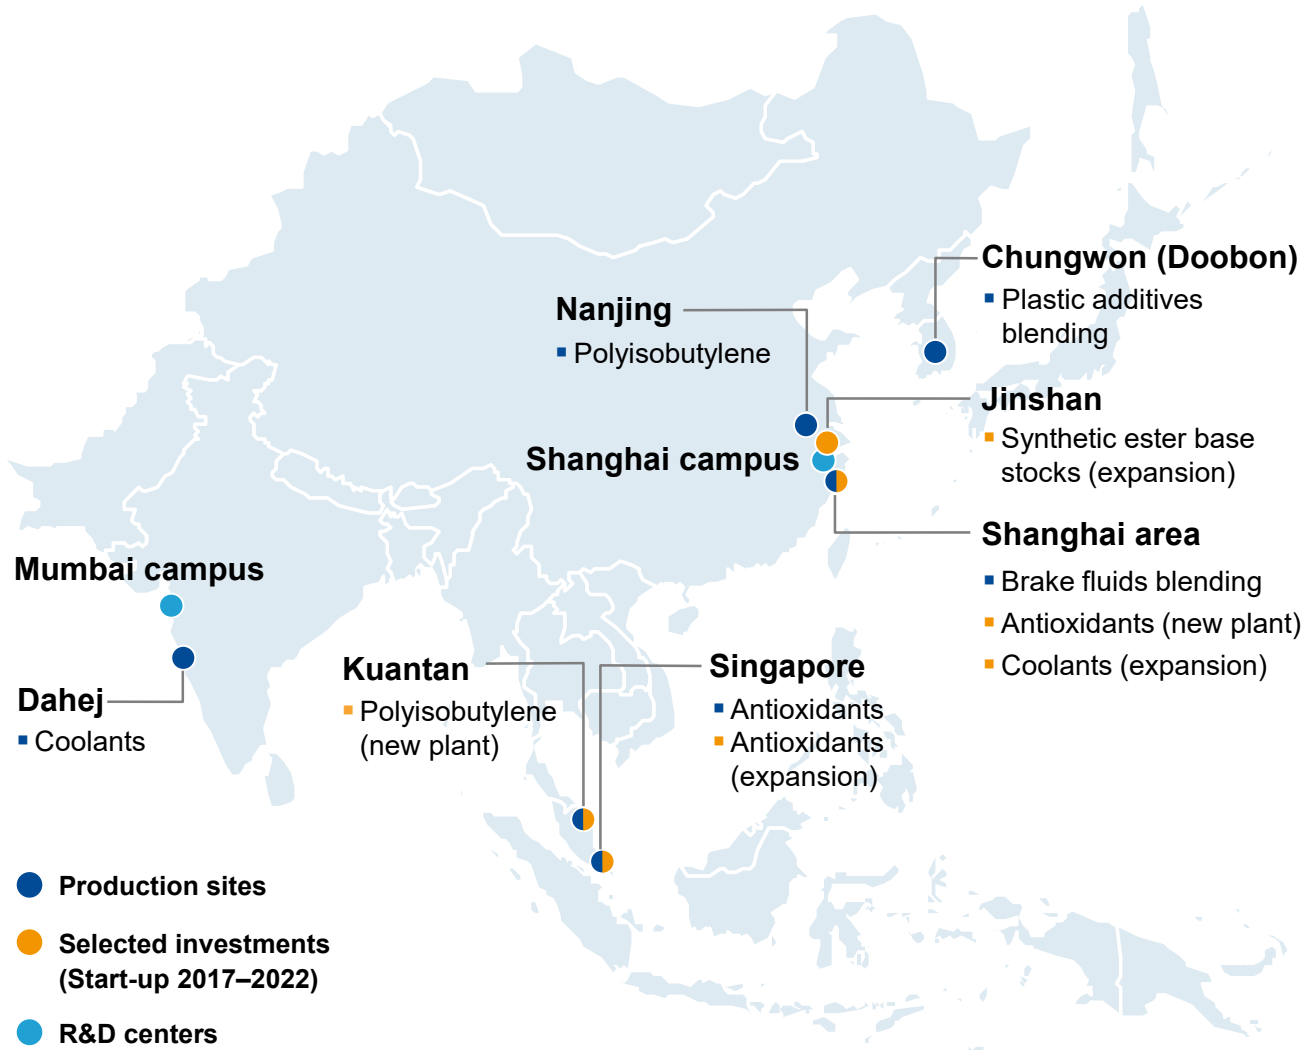 Chungwon (Doobon)
Plastic additives
blending
Nanjing
Polyisobutylene
Jinshan
Synthetic ester base
stocks (expansion)
Shanghai campus
Shanghai area
Brake fluids blending
Antioxidants (new plant)
Coolants (expansion)
Mumbai campus
Dahej
Coolants
Kuantan
Polyisobutylene
(new plant)
Singapore
Antioxidants
Antioxidants
(expansion)
Production sites
Selected investments
(Start-up 2017–2022)
R&D centers